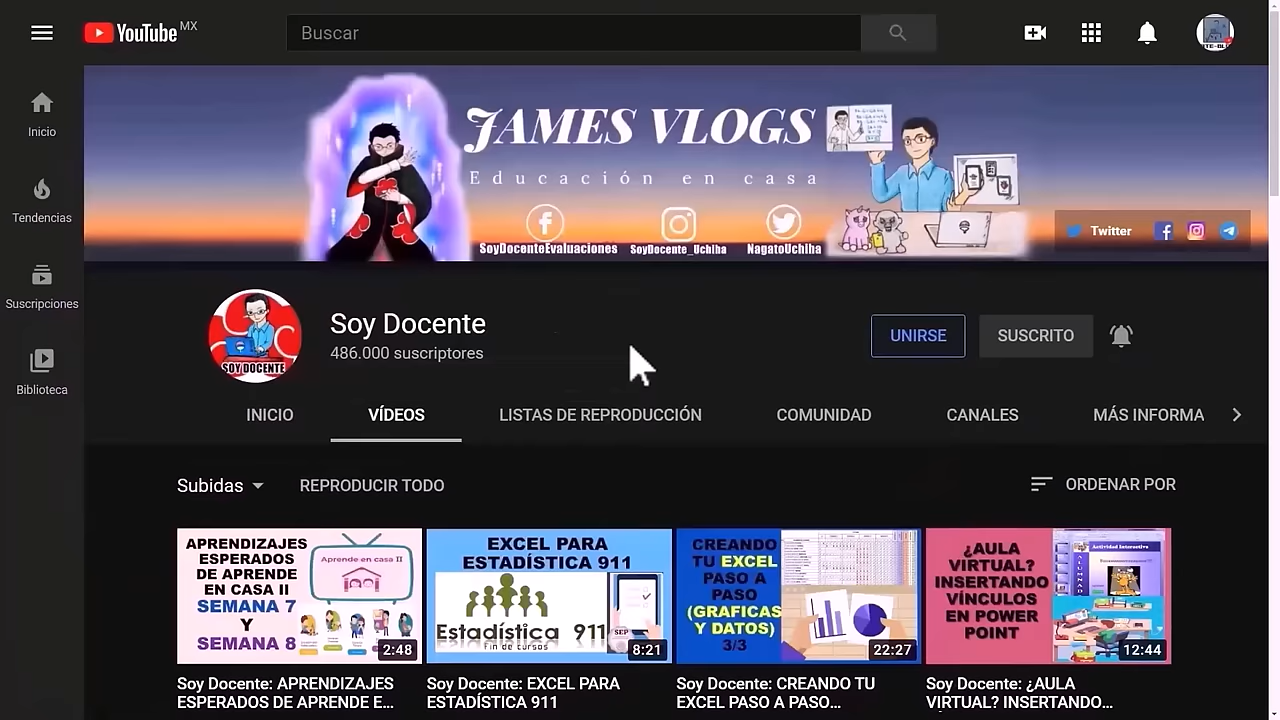 YouTube MX
Buscar
Inicio
Tendencias
Suscripciones
Biblioteca
JAMES VLOGS
Educación en casa
SoyDocenteEvaluaciones
SoyDocente_Uchiha
NagatoUchiha
Twitter
SOY DOCENTE
Soy Docente
486.000 suscriptores
UNIRSE
SUSCRITO
INICIO
VÍDEOS
LISTAS DE REPRODUCCIÓN
COMUNIDAD
CANALES
MÁS INFORMA
Subidas
REPRODUCIR TODO
ORDENAR POR
APRENDIZAJES
ESPERADOS
DE APRENDE
EN CASA II
SEMANA 7
Y
SEMANA 8
Aprende en casa II
2:48
EXCEL PARA
ESTADÍSTICA 911
Estadística 911
fin de cursos
SEP
8:21
CREANDO
TU EXCEL
PASO A
PASO
(GRAFICAS
Y DATOS)
3/3
22:27
¿AULA
VIRTUAL?
INSERTANDO
VÍNCULOS
EN POWER
POINT
Actividad Interactiva
12:44
Soy Docente: APRENDIZAJES
ESPERADOS DE APRENDE E...
Soy Docente: EXCEL PARA
ESTADÍSTICA 911
Soy Docente: CREANDO TU
EXCEL PASO A PASO...
Soy Docente: ¿AULA
VIRTUAL? INSERTANDO...